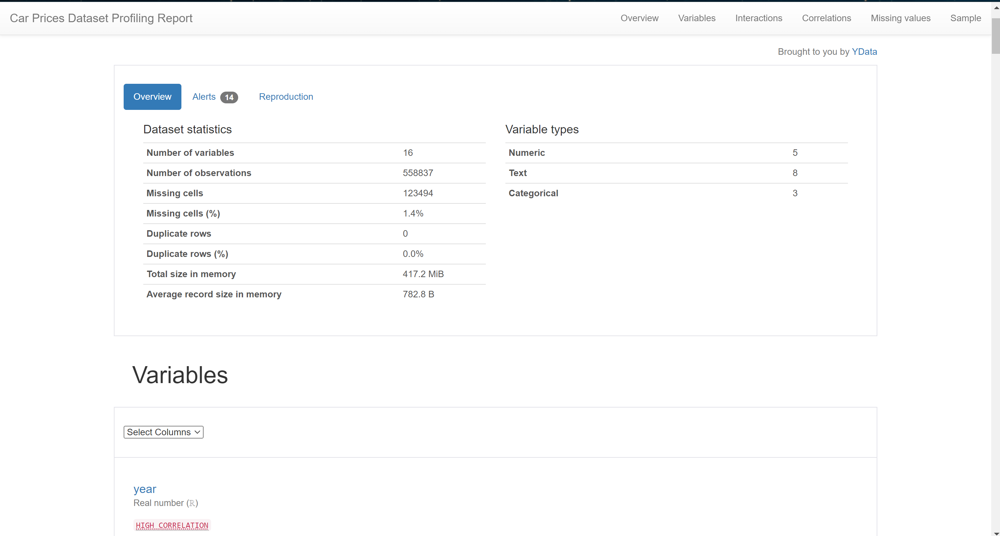 Car Prices Dataset Profiling Report
Overview Variables Interactions Correlations Missing values Sample
Brought to you by YData
Overview Alerts 14 Reproduction
Dataset statistics
Number of variables 16
Number of observations 558837
Missing cells 123494
Missing cells (%) 1.4%
Duplicate rows 0
Duplicate rows (%) 0.0%
Total size in memory 417.2 MiB
Average record size in memory 782.8 B
Variable types
Numeric 5
Text 8
Categorical 3
Variables
Select Columns
year
Real number (ℝ)
HIGH CORRELATION